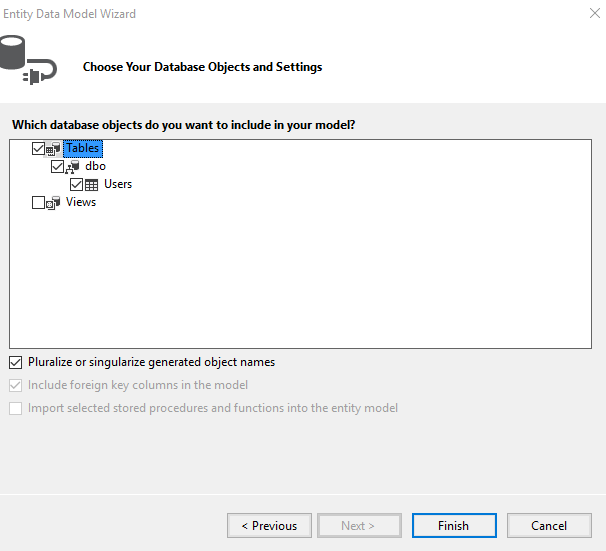 Entity Data Model Wizard
Choose Your Database Objects and Settings
Which database objects do you want to include in your model?
Tables
dbo
Users
Views
Pluralize or singularize generated object names
Include foreign key columns in the model
Import selected stored procedures and functions into the entity model
< Previous Next > Finish Cancel